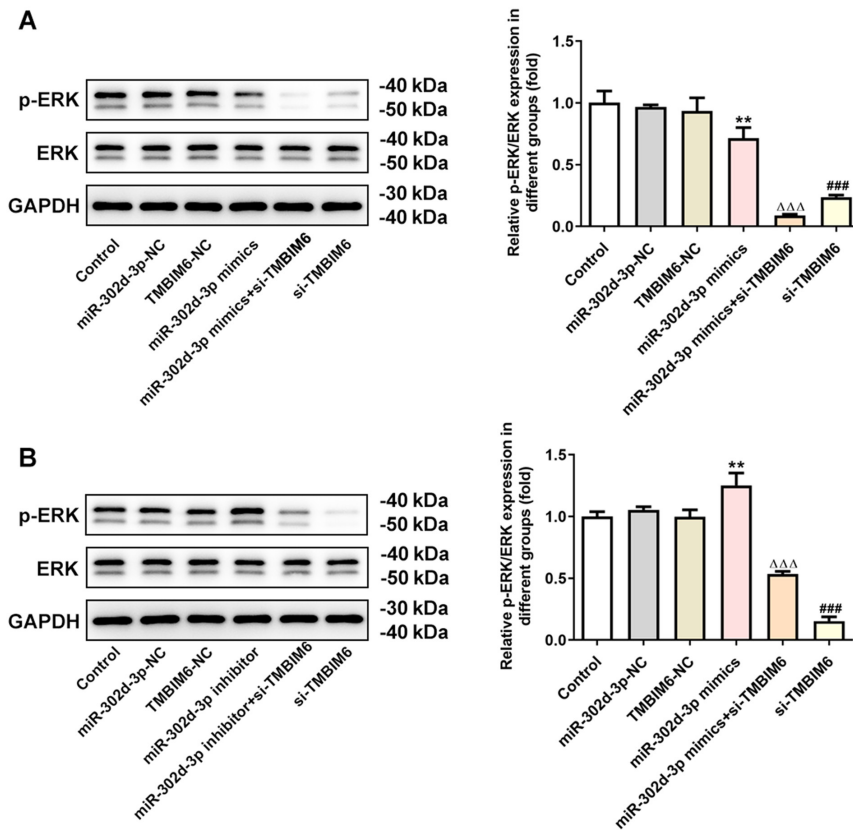 A
p-ERK
-40 kDa
-50 kDa
ERK
-40 kDa
-50 kDa
GAPDH
-30 kDa
-40 kDa
Control
miR-302d-3p-NC
TMBIM6-NC
miR-302d-3p mimics
miR-302d-3p mimics+si-TMBIM6
si-TMBIM6
Relative p-ERK/ERK expression in
different groups (fold)
1.5
1.0
0.5
0.0
**
ΔΔΔ
###
Control
miR-302d-3p-NC
TMBIM6-NC
miR-302d-3p mimics
miR-302d-3p mimics+si-TMBIM6
si-TMBIM6
B
p-ERK
-40 kDa
-50 kDa
ERK
-40 kDa
-50 kDa
GAPDH
-30 kDa
-40 kDa
Control
miR-302d-3p-NC
TMBIM6-NC
miR-302d-3p inhibitor
miR-302d-3p inhibitor+si-TMBIM6
si-TMBIM6
Relative p-ERK/ERK expression in
different groups (fold)
1.5
1.0
0.5
0.0
**
ΔΔΔ
###
Control
miR-302d-3p-NC
TMBIM6-NC
miR-302d-3p mimics
miR-302d-3p mimics+si-TMBIM6
si-TMBIM6